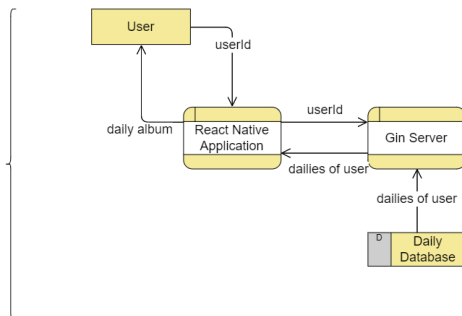 User
userId
daily album
React Native
Application
userId
dailies of user
Gin Server
dailies of user
D
Daily
Database